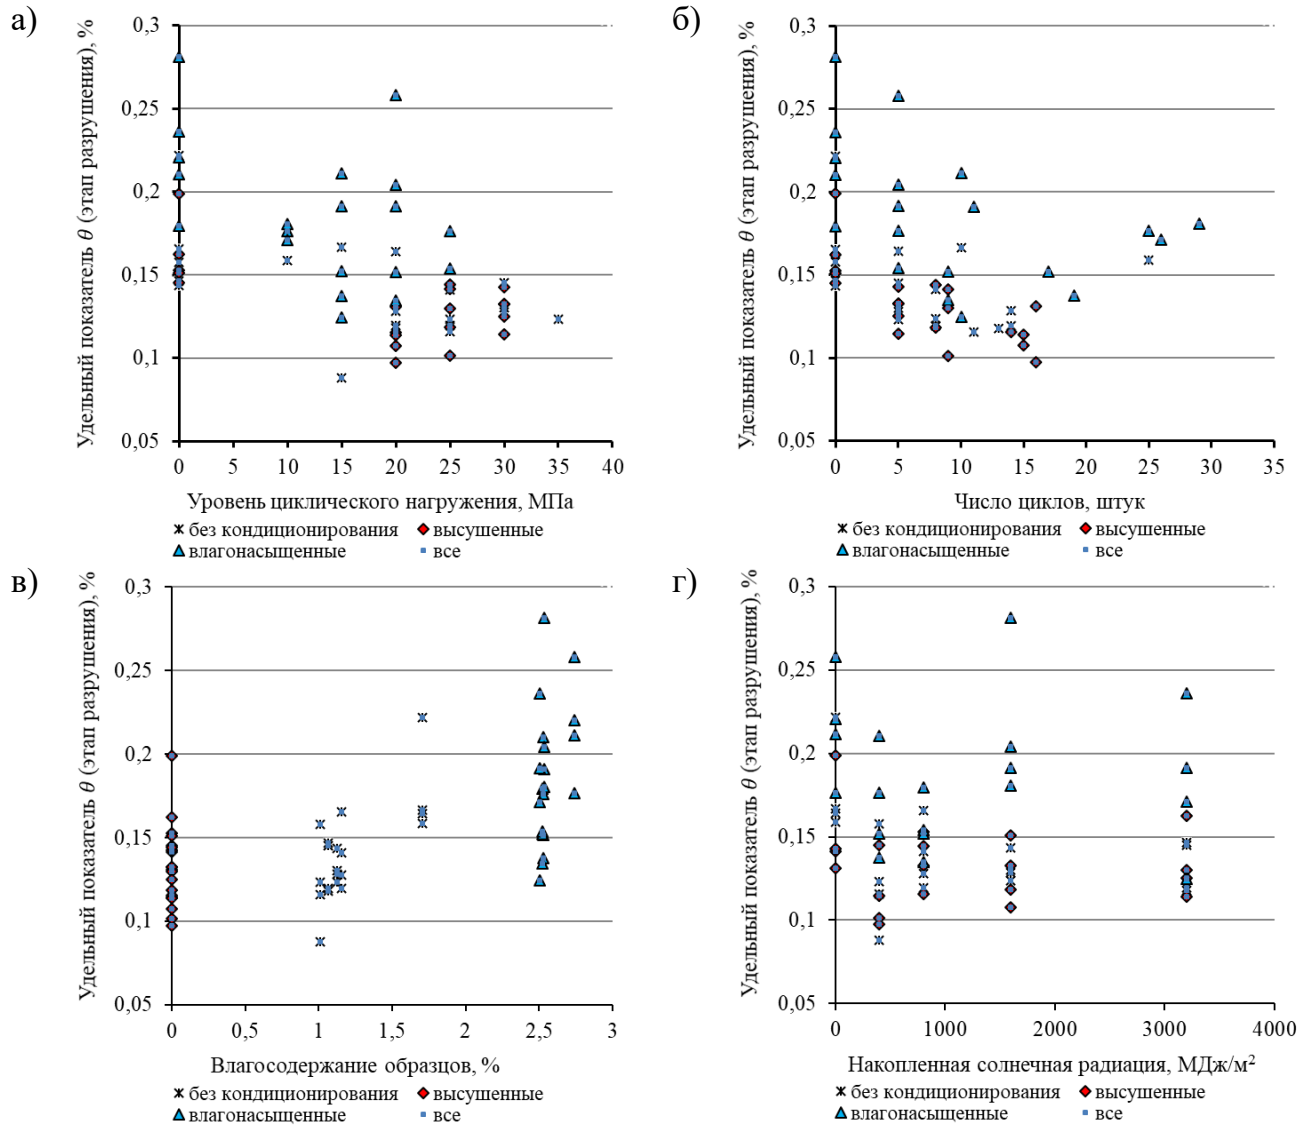 а)
Удельный показатель θ (этап разрушения), %
0,3
0,25
0,2
0,15
0,1
0,05
0 5 10 15 20 25 30 35 40
Уровень циклического нагружения, МПа
без кондиционирования высушенные
влагонасыщенные все
б)
Удельный показатель θ (этап разрушения), %
0,3
0,25
0,2
0,15
0,1
0,05
0 5 10 15 20 25 30 35
Число циклов, штук
без кондиционирования высушенные
влагонасыщенные все
в)
Удельный показатель θ (этап разрушения), %
0,3
0,25
0,2
0,15
0,1
0,05
0 0,5 1 1,5 2 2,5 3
Влагосодержание образцов, %
без кондиционирования высушенные
влагонасыщенные все
г)
Удельный показатель θ (этап разрушения), %
0,3
0,25
0,2
0,15
0,1
0,05
0 1000 2000 3000 4000
Накопленная солнечная радиация, МДж/м²
без кондиционирования высушенные
влагонасыщенные все